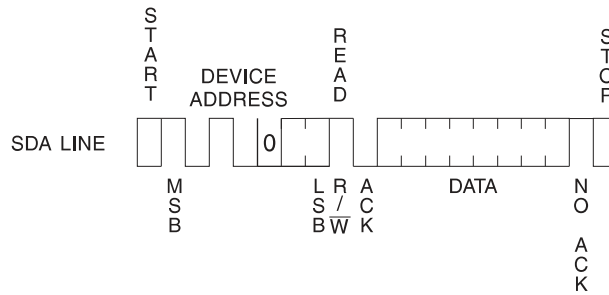 START
READ
STOP
DEVICE
ADDRESS
SDA LINE
0
MSB
LSB
R/W
ACK
DATA
NO ACK